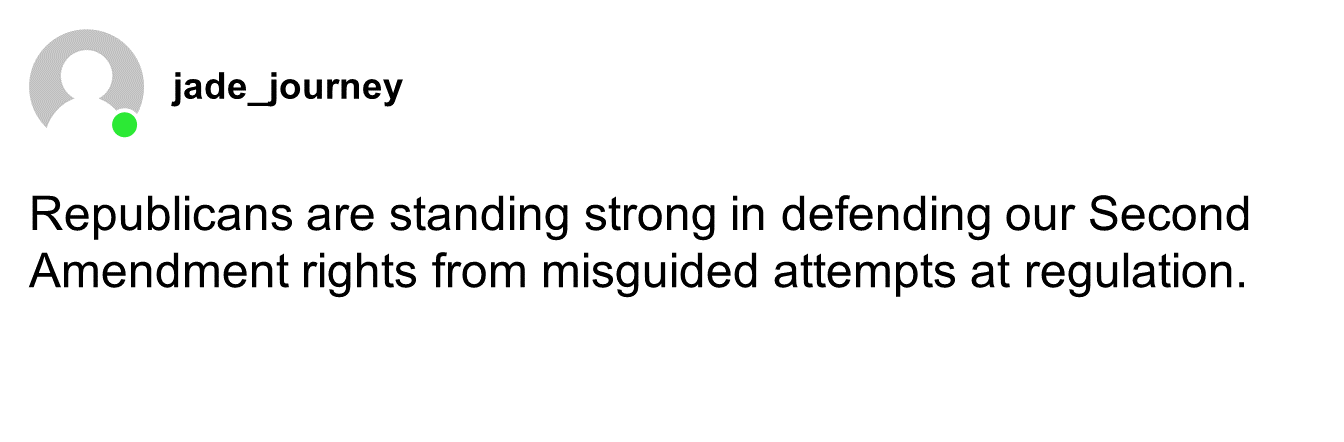 jade_journey
Republicans are standing strong in defending our Second
Amendment rights from misguided attempts at regulation.